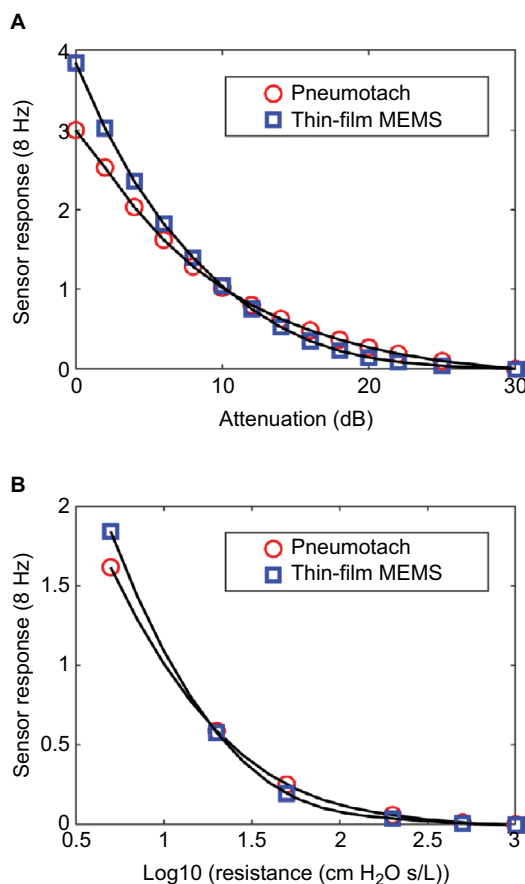 A
4
3
2
1
0
Sensor response (8 Hz)
Pneumotach
Thin-film MEMS
0 10 20 30
Attenuation (dB)
B
2
1.5
1
0.5
0
Sensor response (8 Hz)
Pneumotach
Thin-film MEMS
0.5 1 1.5 2 2.5 3
Log10 (resistance (cm H₂O s/L))